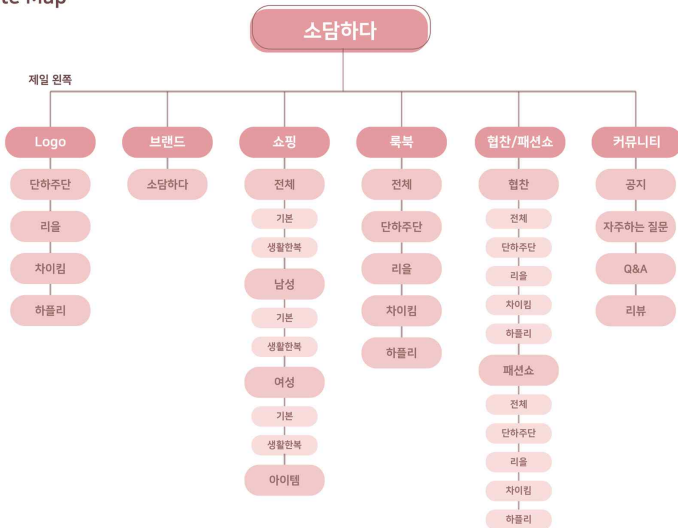 te Map
소담하다
제일 왼쪽
Logo
단하주단
리을
차이킴
하플리
브랜드
소담하다
쇼핑
전체
기본
생활한복
남성
기본
생활한복
여성
기본
생활한복
아이템
룩북
전체
단하주단
리을
차이킴
하플리
협찬/패션쇼
협찬
전체
단하주단
리을
차이킴
하플리
패션쇼
전체
단하주단
리을
차이킴
하플리
커뮤니티
공지
자주하는 질문
Q&A
리뷰